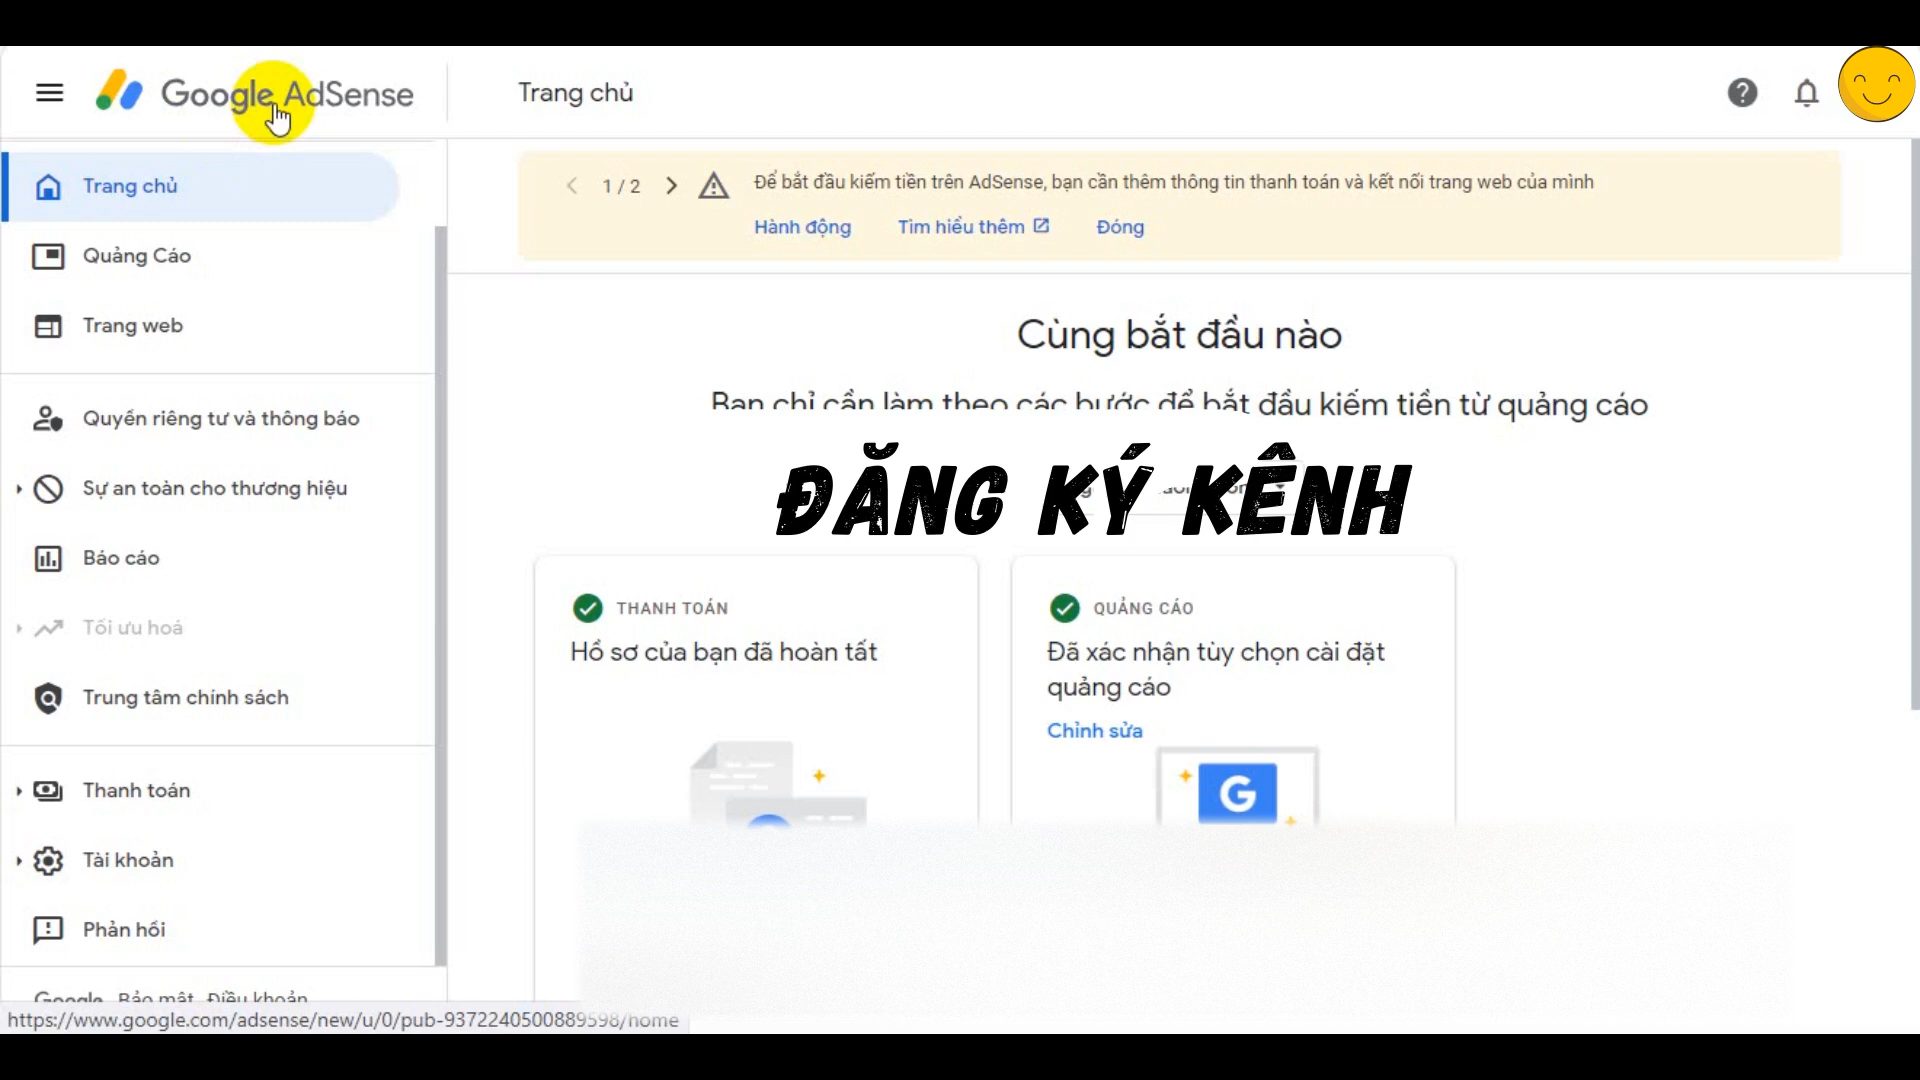 Google AdSense
Trang chủ
Trang chủ
Quảng Cáo
Trang web
Quyền riêng tư và thông báo
Sự an toàn cho thương hiệu
Báo cáo
Tối ưu hoá
Trung tâm chính sách
Thanh toán
Tài khoản
Phản hồi
Google Bảo mật Điều khoản
https://www.google.com/adsense/new/u/0/pub-9372240500889598/home
1 / 2
Để bắt đầu kiếm tiền trên AdSense, bạn cần thêm thông tin thanh toán và kết nối trang web của mình
Hành động Tìm hiểu thêm Đóng
Cùng bắt đầu nào
Bạn chỉ cần làm theo các bước để bắt đầu kiếm tiền từ quảng cáo
ĐĂNG KÝ KÊNH
THANH TOÁN
Hồ sơ của bạn đã hoàn tất
QUẢNG CÁO
Đã xác nhận tùy chọn cài đặt
quảng cáo
Chỉnh sửa
G